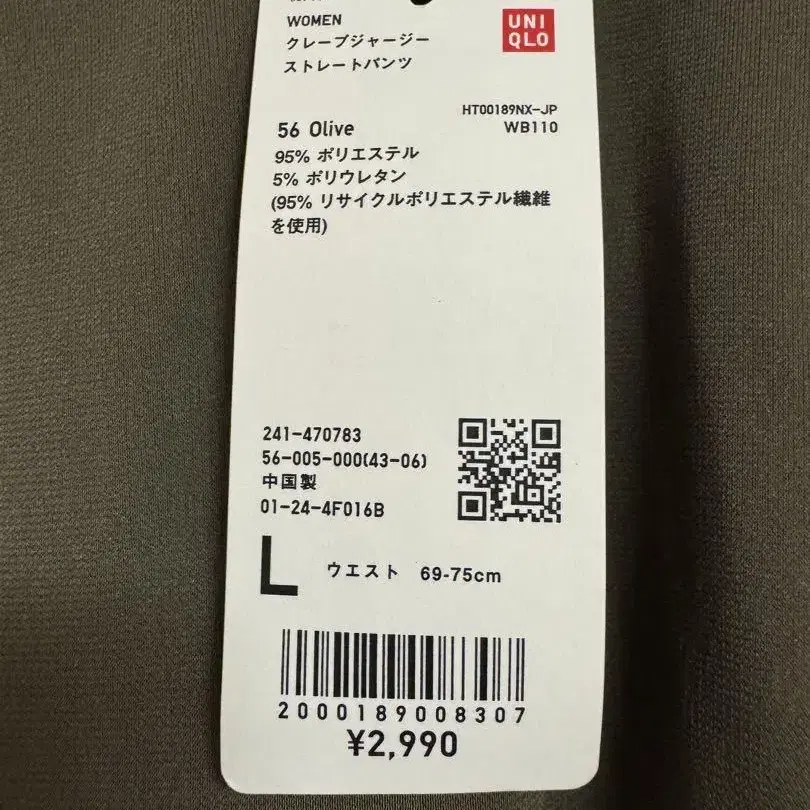 WOMEN
クレープジャージー
ストレートパンツ
UNI
QLO
HT00189NX-JP
WB110
56 Olive
95% ポリエステル
5% ポリウレタン
(95% リサイクルポリエステル繊維
を使用)
241-470783
56-005-000(43-06)
中国製
01-24-4F016B
L ウエスト 69-75cm
2000189008307
¥2,990